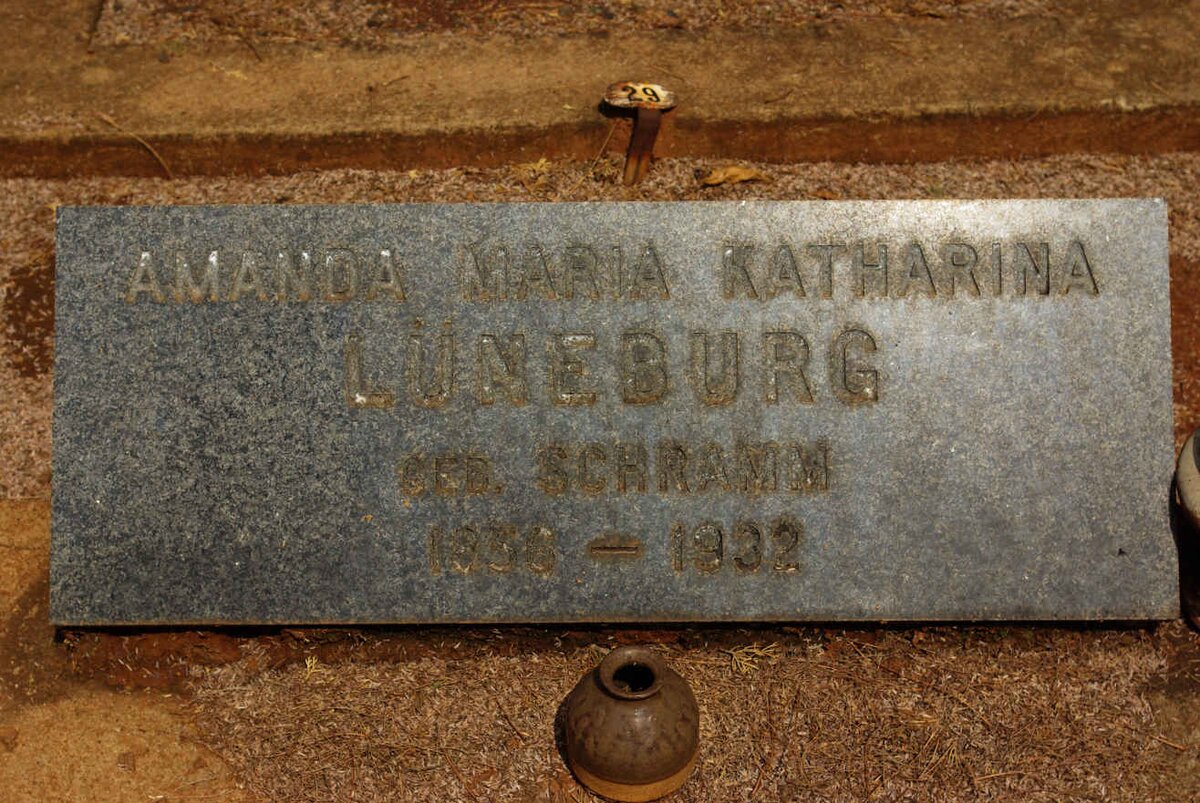 29
AMANDA MARIA KATHARINA
LÜNEBURG
GEB. SCHRAMM
1856 — 1932